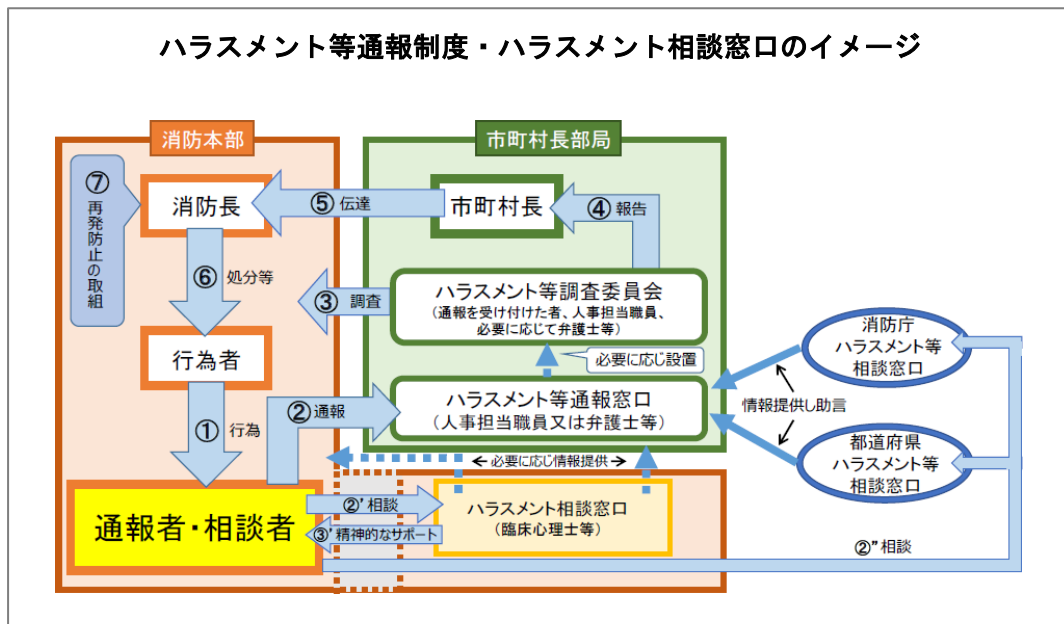 ハラスメント等通報制度・ハラスメント相談窓口のイメージ
消防本部
市町村長部局
⑦
再発防止の取組
消防長
⑤伝達
市町村長
④報告
⑥
処分等
③調査
ハラスメント等調査委員会
(通報を受け付けた者、人事担当職員、
必要に応じて弁護士等)
行為者
必要に応じ設置
消防庁
ハラスメント等
相談窓口
①
行為
②通報
ハラスメント等通報窓口
(人事担当職員又は弁護士等)
情報提供し助言
都道府県
ハラスメント等
相談窓口
必要に応じ情報提供
通報者・相談者
②'相談
③'精神的なサポート
ハラスメント相談窓口
(臨床心理士等)
②”相談